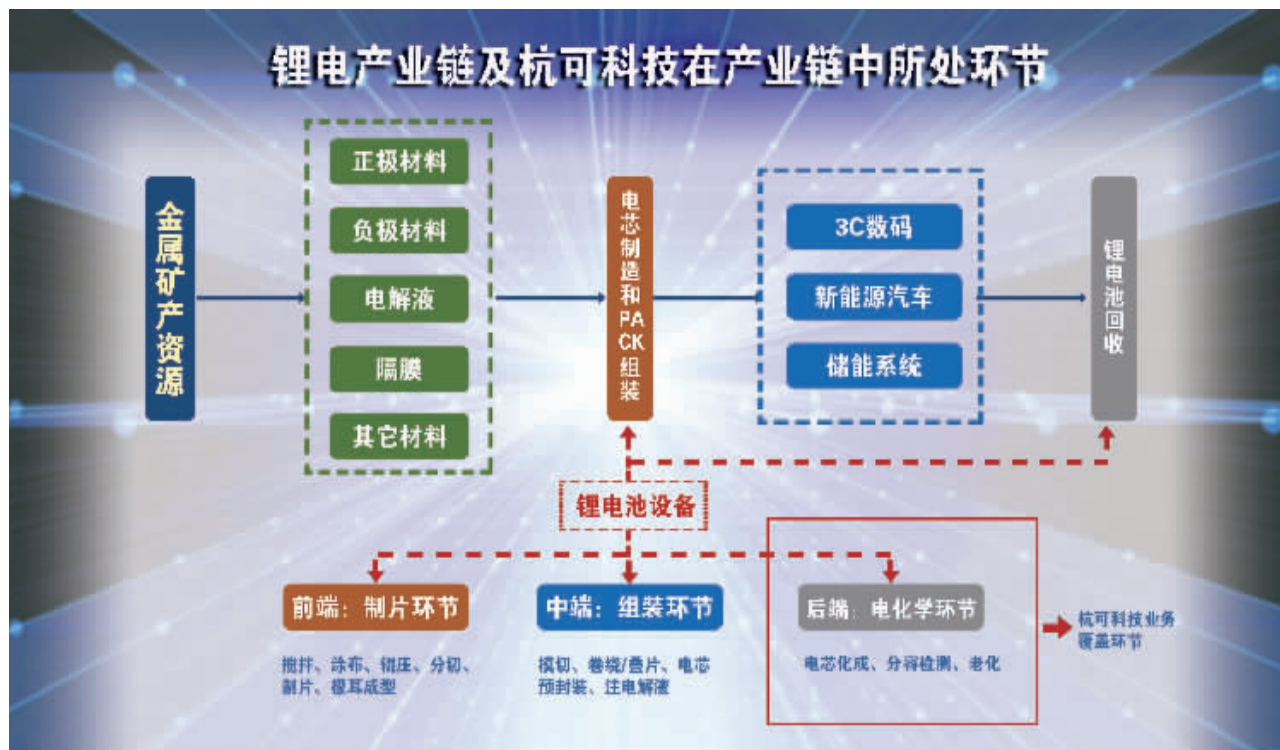 锂电产业链及杭可科技在产业链中所处环节
金属矿产资源
正极材料
负极材料
电解液
隔膜
其它材料
电芯制造和PACK组装
3C数码
新能源汽车
储能系统
锂电池回收
锂电池设备
前端：制片环节
搅拌、涂布、辊压、分切、
制片、极耳成型
中端：组装环节
模切、卷绕/叠片、电芯
预封装、注电解液
后端：电化学环节
电芯化成、分容检测、老化
杭可科技业务
覆盖环节